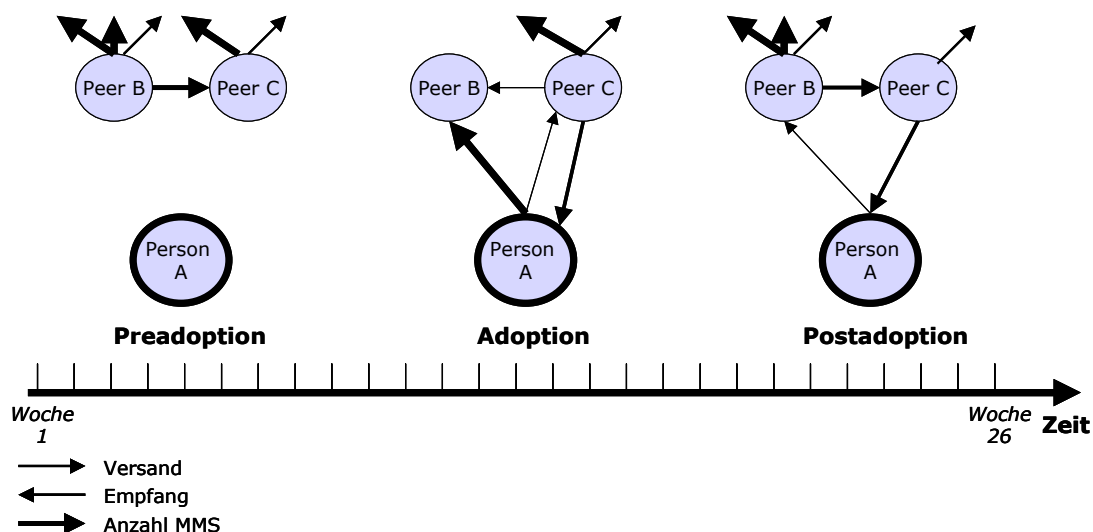 Peer B
Peer C
Peer B
Peer C
Peer B
Peer C
Person
A
Person
A
Person
A
Preadoption
Adoption
Postadoption
Woche
1
Woche
26
Zeit
Versand
Empfang
Anzahl MMS